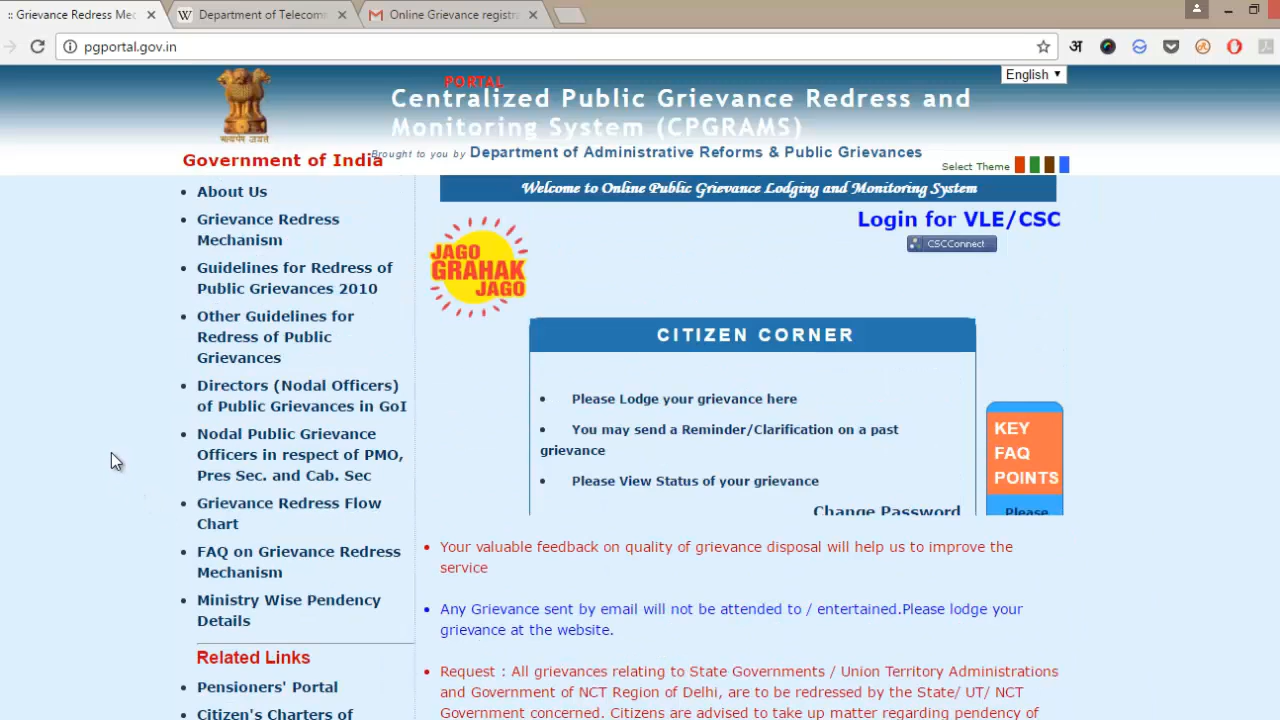 :: Grievance Redress Mec
Department of Telecomm
Online Grievance registra
pgportal.gov.in
अ
PORTAL
Centralized Public Grievance Redress and
Monitoring System (CPGRAMS)
English
सत्यमेव जयते
Government of India
Brought to you by Department of Administrative Reforms & Public Grievances
Select Theme
About Us
Grievance Redress
Mechanism
Guidelines for Redress of
Public Grievances 2010
Other Guidelines for
Redress of Public
Grievances
Directors (Nodal Officers)
of Public Grievances in GoI
Nodal Public Grievance
Officers in respect of PMO,
Pres Sec. and Cab. Sec
Grievance Redress Flow
Chart
FAQ on Grievance Redress
Mechanism
Ministry Wise Pendency
Details
Related Links
Pensioners' Portal
Citizen's Charters of
Welcome to Online Public Grievance Lodging and Monitoring System
Login for VLE/CSC
CSCConnect
JAGO
GRAHAK
JAGO
CITIZEN CORNER
Please Lodge your grievance here
You may send a Reminder/Clarification on a past
grievance
Please View Status of your grievance
Change Password
KEY
FAQ
POINTS
Please
Your valuable feedback on quality of grievance disposal will help us to improve the
service
Any Grievance sent by email will not be attended to / entertained.Please lodge your
grievance at the website.
Request : All grievances relating to State Governments / Union Territory Administrations
and Government of NCT Region of Delhi, are to be redressed by the State/ UT/ NCT
Government concerned. Citizens are advised to take up matter regarding pendency of